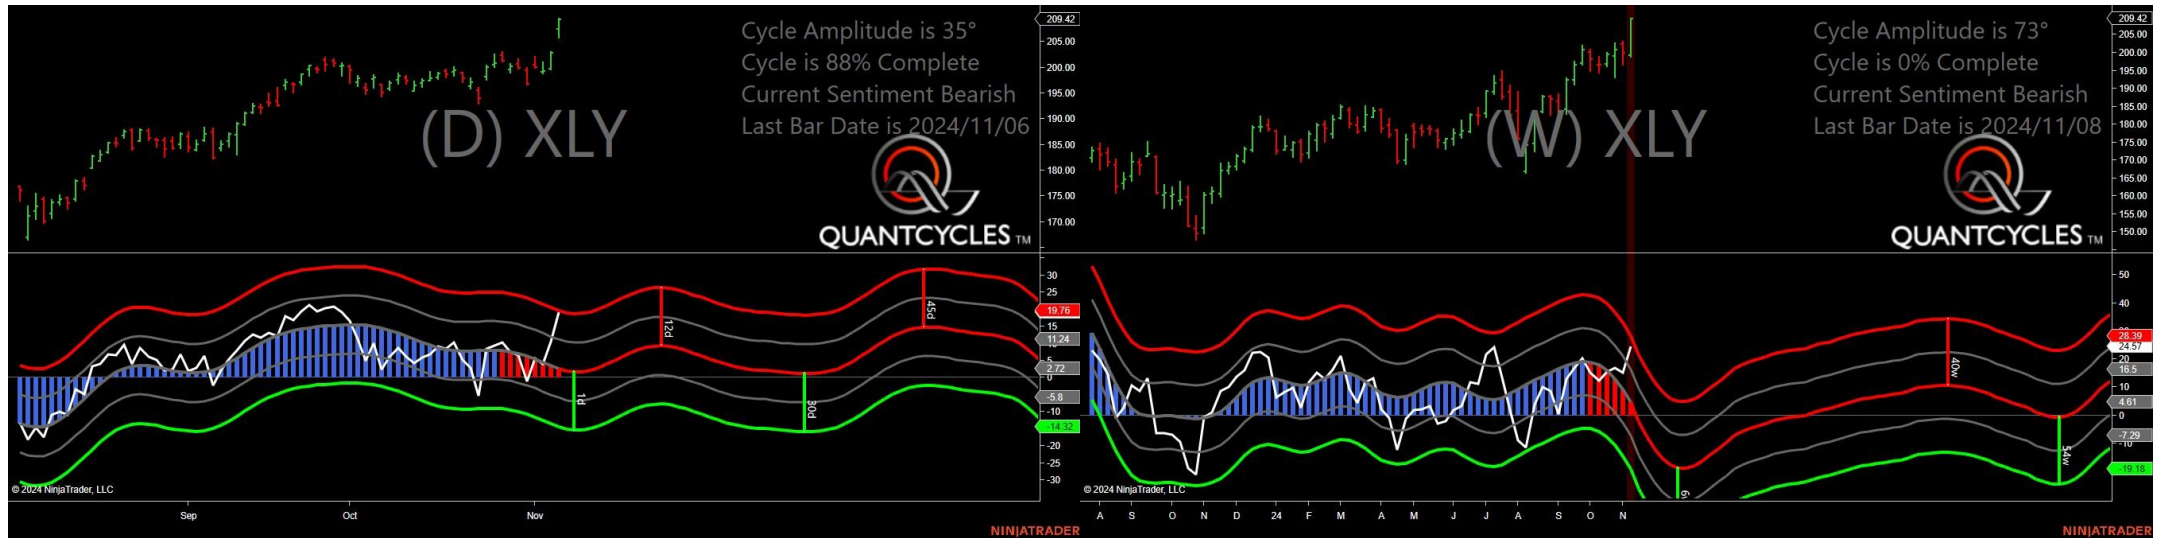 Cycle Amplitude is 35°
Cycle is 88% Complete
Current Sentiment Bearish
Last Bar Date is 2024/11/06
(D) XLY
QUANTCYCLES TM
209.42
205.00
200.00
195.00
190.00
185.00
180.00
175.00
170.00
30
25
19.76
15
11.24
5
2.72
0
-5.8
-10
-14.32
-20
-25
-30
1d
12d
30d
45d
© 2024 NinjaTrader, LLC
Sep
Oct
Nov
NINJATRADER
Cycle Amplitude is 73°
Cycle is 0% Complete
Current Sentiment Bearish
Last Bar Date is 2024/11/08
(W) XLY
QUANTCYCLES TM
209.42
205.00
200.00
195.00
190.00
185.00
180.00
175.00
170.00
165.00
160.00
155.00
150.00
50
40
28.39
24.57
20
16.5
10
4.61
0
-7.29
-10
-19.18
40w
54w
© 2024 NinjaTrader, LLC
A S O N D 24 F M A M J J A S O N
NINJATRADER